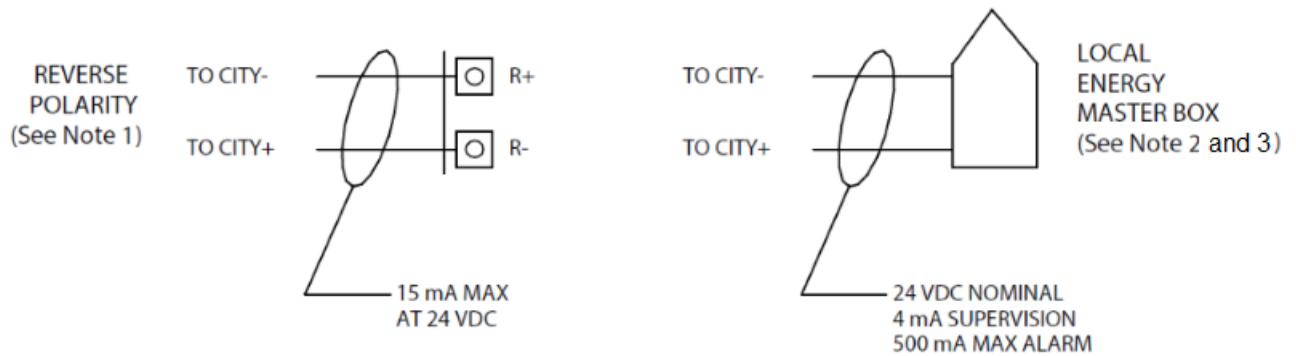 REVERSE
POLARITY
(See Note 1)
TO CITY-
TO CITY+
R+
R-
15 mA MAX
AT 24 VDC
TO CITY-
TO CITY+
LOCAL
ENERGY
MASTER BOX
(See Note 2 and 3)
24 VDC NOMINAL
4 mA SUPERVISION
500 mA MAX ALARM